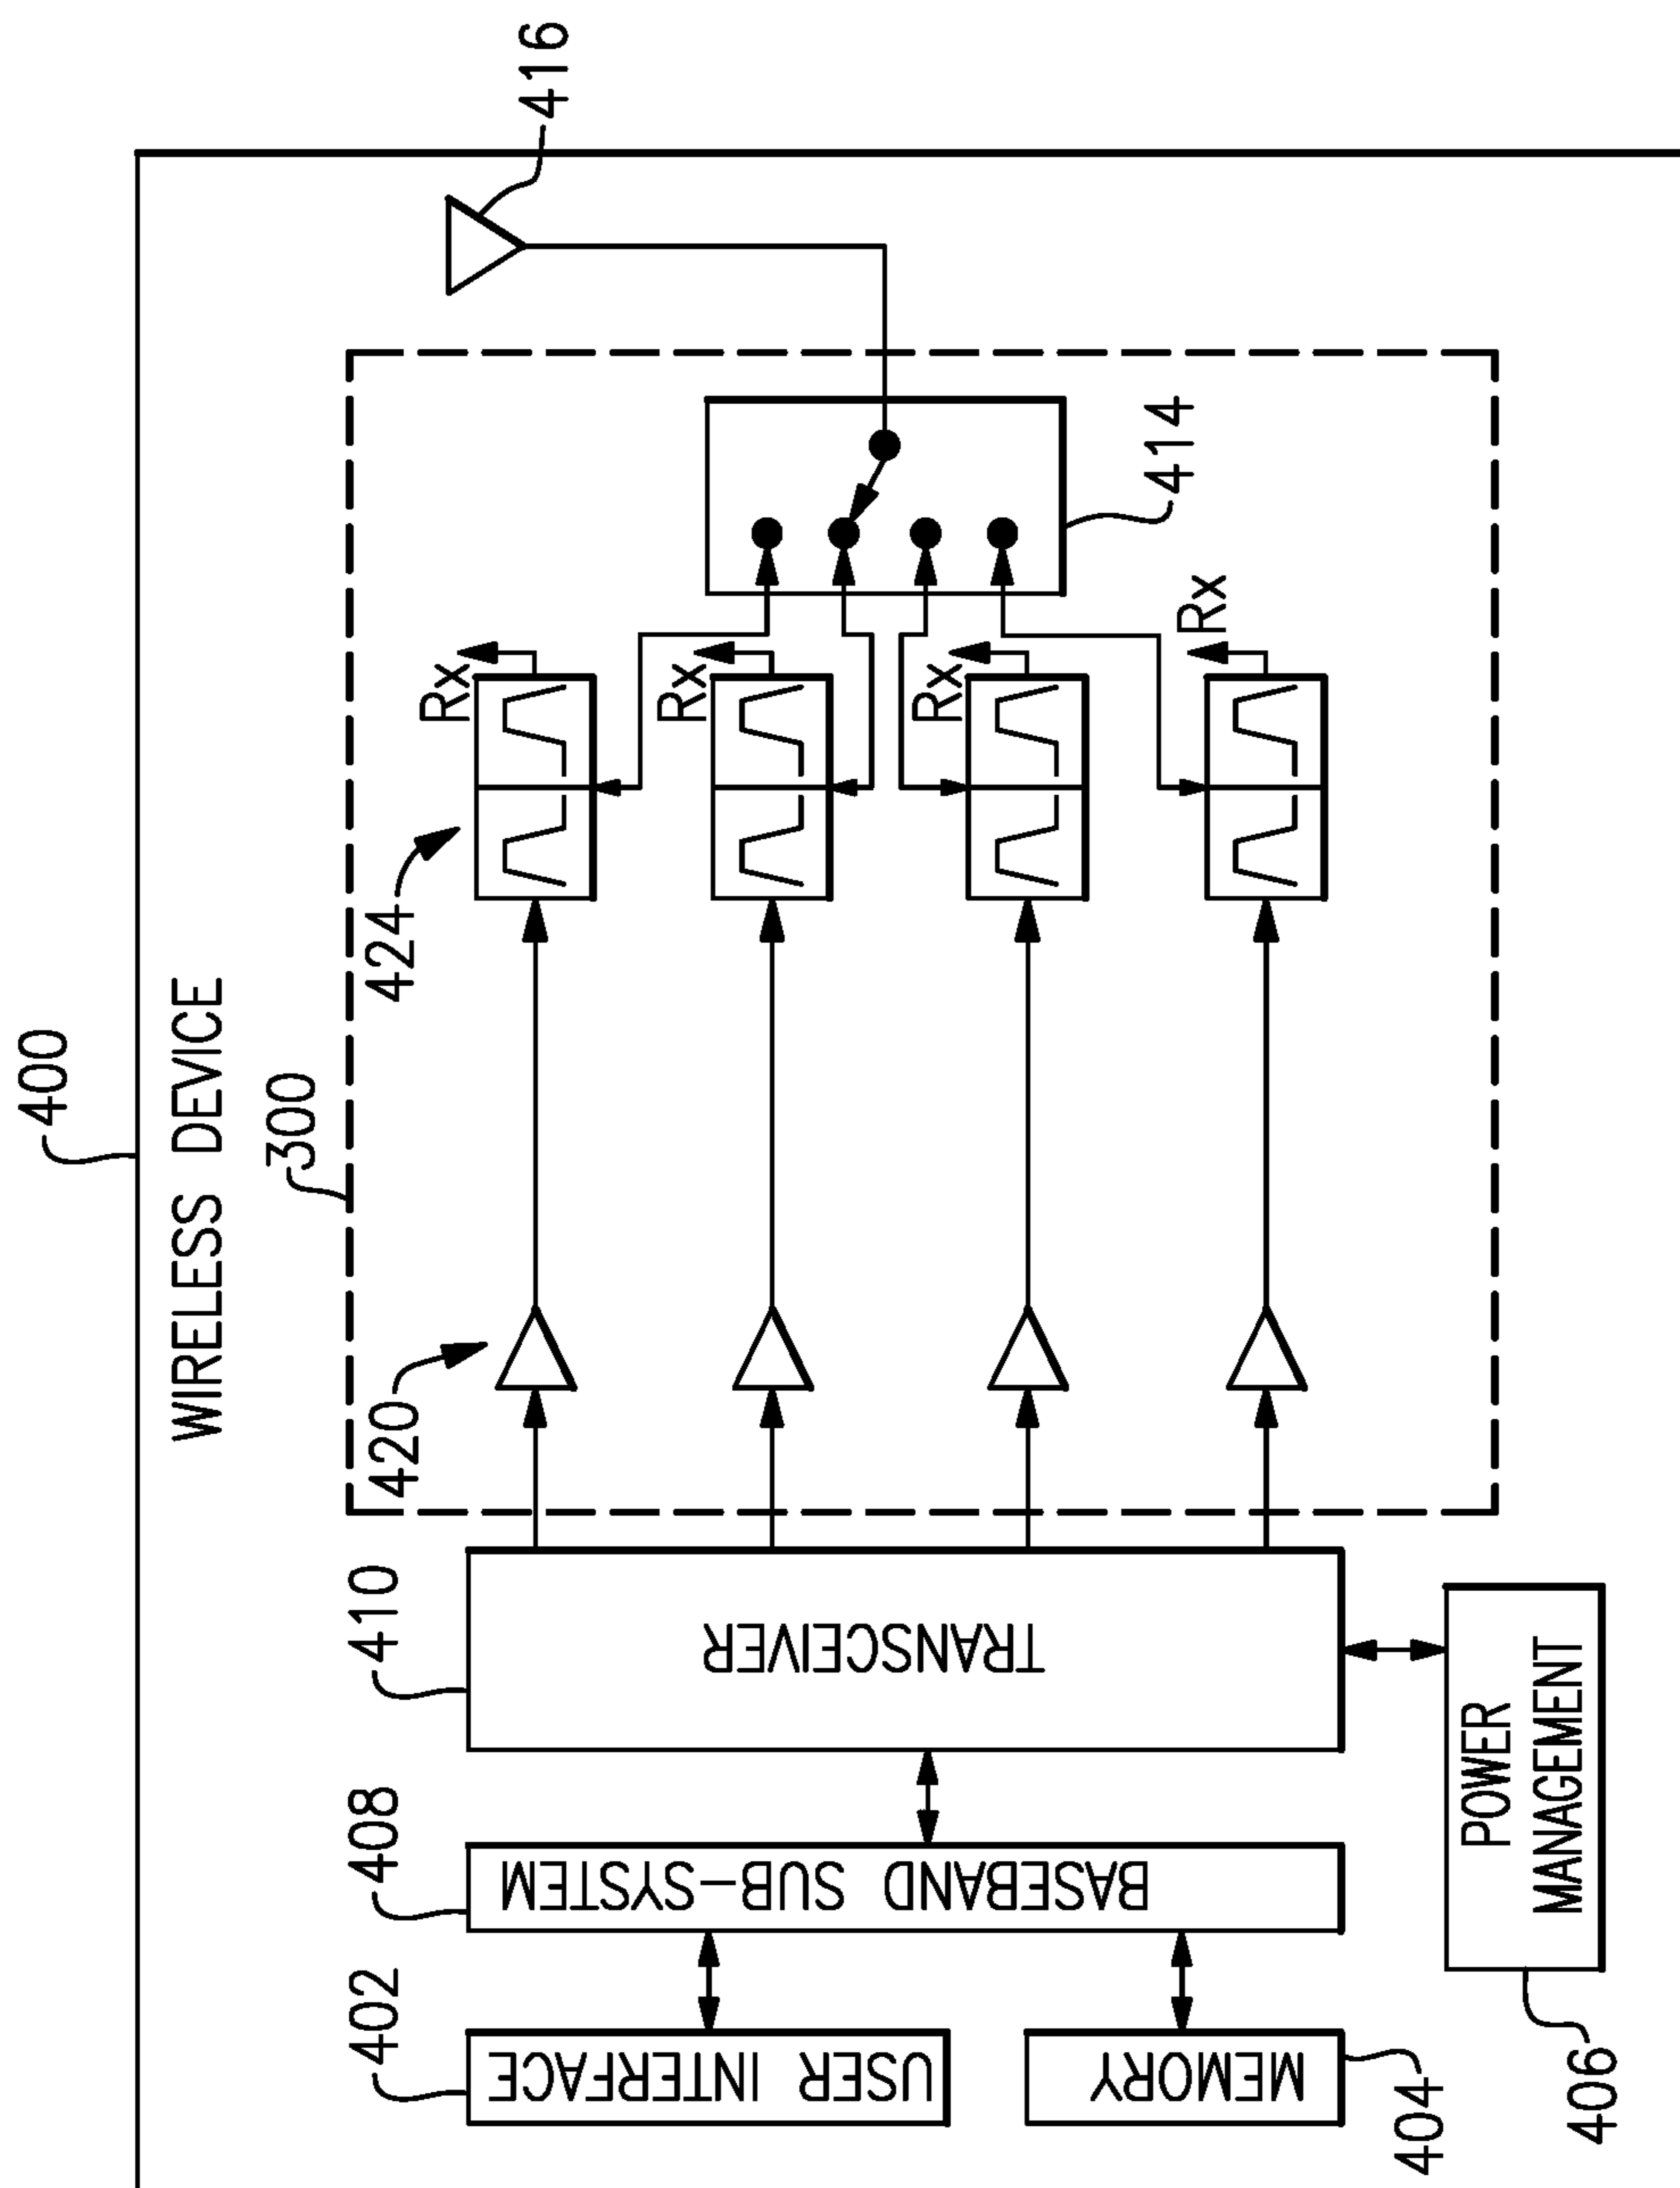 400
WIRELESS DEVICE
300
402
408
410
420
424
416
USER INTERFACE
BASEBAND SUB-SYSTEM
TRANSCEIVER
Rx
Rx
Rx
Rx
414
MEMORY
404
POWER
MANAGEMENT
406